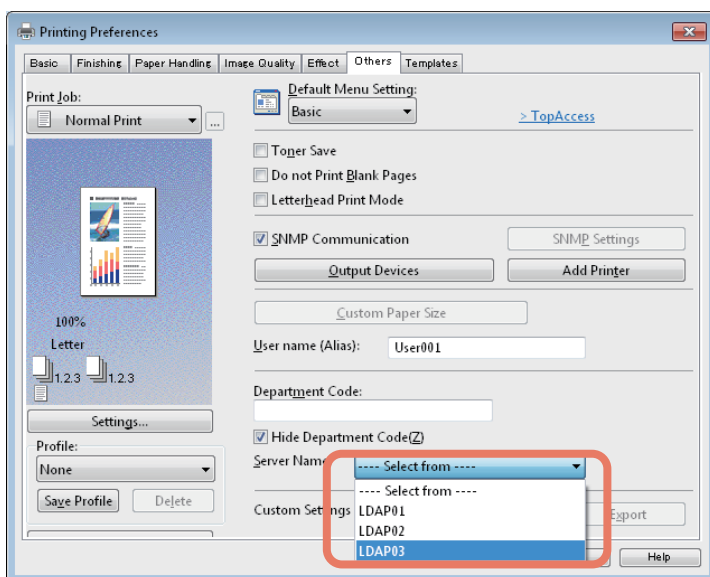 Printing Preferences
Basic Finishing Paper Handling Image Quality Effect Others Templates
Print Job:
Normal Print
...
100%
Letter
1.2.3 1.2.3
Settings...
Profile:
None
Save Profile Delete
Default Menu Setting:
Basic
> TopAccess
Toner Save
Do not Print Blank Pages
Letterhead Print Mode
SNMP Communication SNMP Settings
Output Devices Add Printer
Custom Paper Size
User name (Alias): User001
Department Code:
Hide Department Code(Z)
Server Nam ---- Select from ----
---- Select from ----
LDAP01
LDAP02
LDAP03
Custom Settings Export
Help